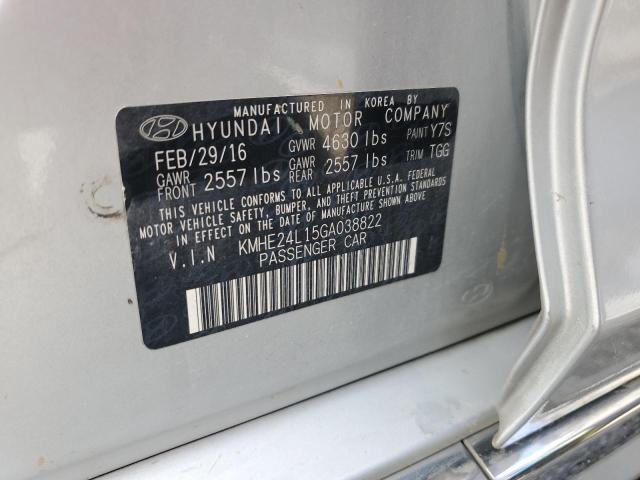 MANUFACTURED IN KOREA BY
HYUNDAI MOTOR COMPANY
FEB/29/16 GVWR 4630 lbs PAINT Y7S
GAWR FRONT 2557 lbs GAWR REAR 2557 lbs TRIM TGG
THIS VEHICLE CONFORMS TO ALL APPLICABLE U.S.A. FEDERAL
MOTOR VEHICLE SAFETY, BUMPER, AND THEFT PREVENTION STANDARDS
IN EFFECT ON THE DATE OF MANUFACTURE SHOWN ABOVE.
V.I.N KMHE24L15GA038822
PASSENGER CAR